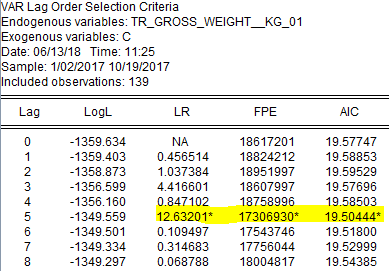 VAR Lag Order Selection Criteria
Endogenous variables: TR_GROSS_WEIGHT__KG_01
Exogenous variables: C
Date: 06/13/18 Time: 11:25
Sample: 1/02/2017 10/19/2017
Included observations: 139
Lag LogL LR FPE AIC
0 -1359.634 NA 18617201 19.57747
1 -1359.403 0.456514 18824212 19.58853
2 -1358.873 1.037384 18951997 19.59529
3 -1356.599 4.416601 18607997 19.57696
4 -1356.160 0.847102 18758996 19.58503
5 -1349.559 12.63201* 17306930* 19.50444*
6 -1349.501 0.109497 17543746 19.51800
7 -1349.334 0.314683 17756044 19.52999
8 -1349.297 0.068788 18004817 19.54385